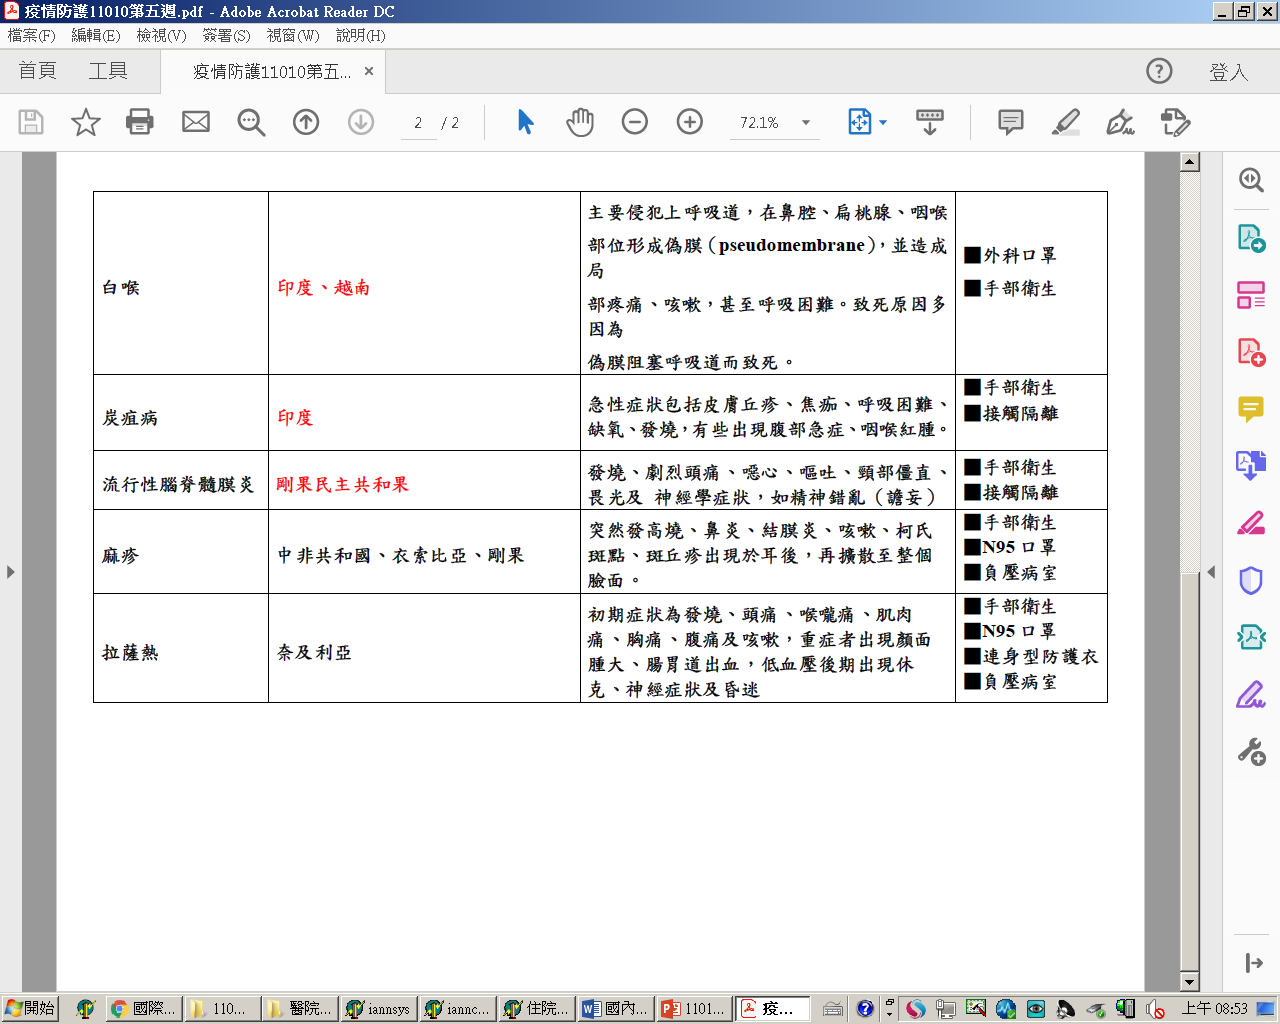 疫情防護11010第五週.pdf - Adobe Acrobat Reader DC
檔案(F) 編輯(E) 檢視(V) 簽署(S) 視窗(W) 說明(H)
首頁 工具 疫情防護11010第五... × 登入
2 / 2 72.1%
白喉
印度、越南
主要侵犯上呼吸道，在鼻腔、扁桃腺、咽喉
部位形成偽膜（pseudomembrane），並造成
局
部疼痛、咳嗽，甚至呼吸困難。致死原因多
因為
偽膜阻塞呼吸道而致死。
■外科口罩
■手部衛生
炭疽病
印度
急性症狀包括皮膚丘疹、焦痂、呼吸困難、
缺氧、發燒，有些出現腹部急症、咽喉紅腫。
■手部衛生
■接觸隔離
流行性腦脊髓膜炎
剛果民主共和果
發燒、劇烈頭痛、噁心、嘔吐、頸部僵直、
畏光及 神經學症狀，如精神錯亂（譫妄）
■手部衛生
■接觸隔離
麻疹
中非共和國、衣索比亞、剛果
突然發高燒、鼻炎、結膜炎、咳嗽、柯氏
斑點、斑丘疹出現於耳後，再擴散至整個
臉面。
■手部衛生
■N95 口罩
■負壓病室
拉薩熱
奈及利亞
初期症狀為發燒、頭痛、喉嚨痛、肌肉
痛、胸痛、腹痛及咳嗽，重症者出現顏面
腫大、腸胃道出血，低血壓後期出現休
克、神經症狀及昏迷
■手部衛生
■N95 口罩
■連身型防護衣
■負壓病室
開始 國際... 110... 醫院... iannsys iannc... 住院... 國內... 1101... 疫... 上午 08:53